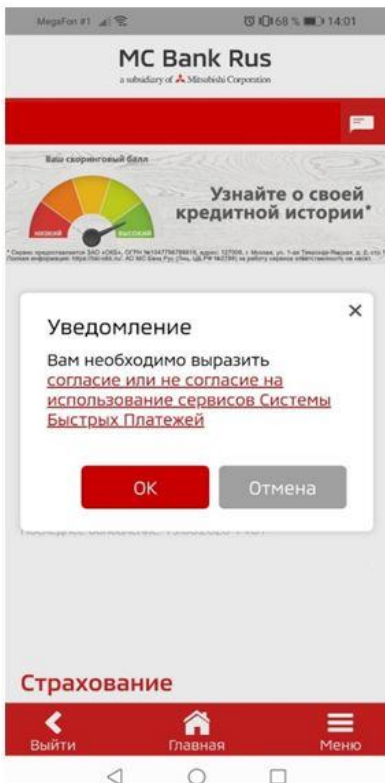 MegaFon #1
68 % 14:01
MC Bank Rus
a subsidiary of Mitsubishi Corporation
Ваш скоринговый балл
НИЗКИЙ
ВЫСОКИЙ
Узнайте о своей
кредитной истории*
Уведомление
Вам необходимо выразить
согласие или не согласие на
использование сервисов Системы
Быстрых Платежей
ОК
Отмена
Страхование
Выйти
Главная
Меню